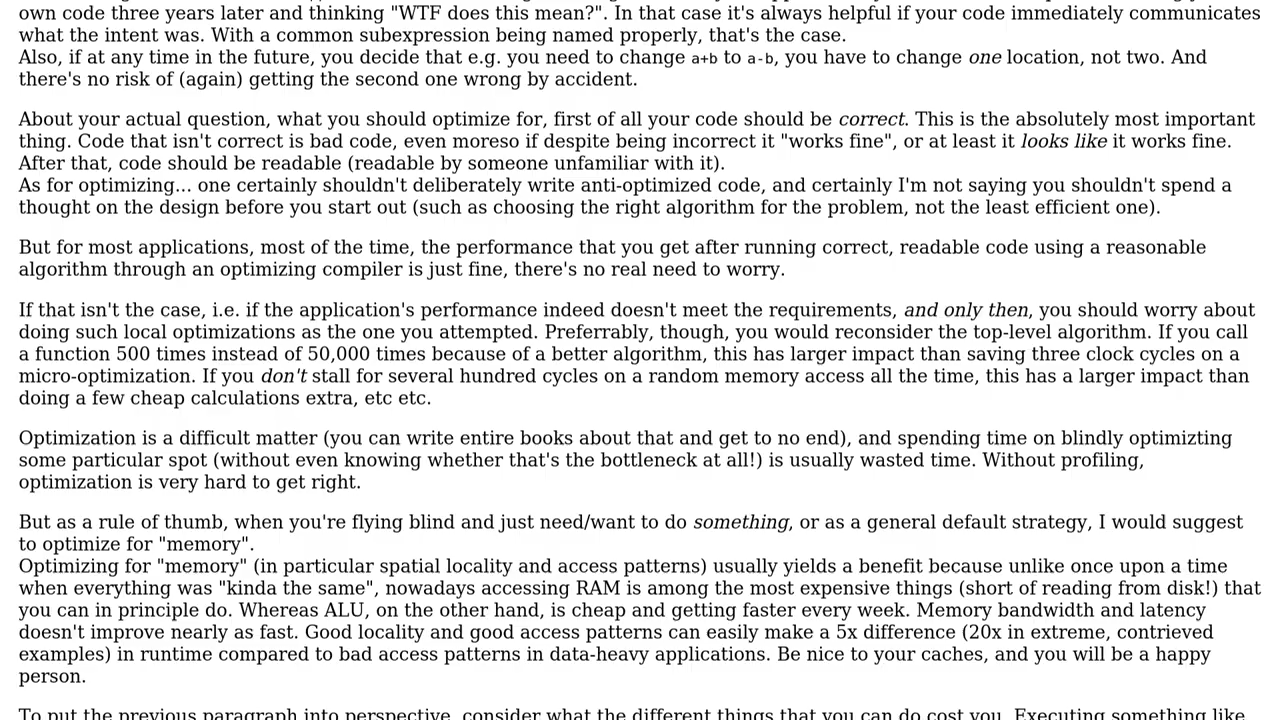 own code three years later and thinking "WTF does this mean?". In that case it's always helpful if your code immediately communicates
what the intent was. With a common subexpression being named properly, that's the case.
Also, if at any time in the future, you decide that e.g. you need to change a+b to a-b, you have to change one location, not two. And
there's no risk of (again) getting the second one wrong by accident.
About your actual question, what you should optimize for, first of all your code should be correct. This is the absolutely most important
thing. Code that isn't correct is bad code, even moreso if despite being incorrect it "works fine", or at least it looks like it works fine.
After that, code should be readable (readable by someone unfamiliar with it).
As for optimizing... one certainly shouldn't deliberately write anti-optimized code, and certainly I'm not saying you shouldn't spend a
thought on the design before you start out (such as choosing the right algorithm for the problem, not the least efficient one).
But for most applications, most of the time, the performance that you get after running correct, readable code using a reasonable
algorithm through an optimizing compiler is just fine, there's no real need to worry.
If that isn't the case, i.e. if the application's performance indeed doesn't meet the requirements, and only then, you should worry about
doing such local optimizations as the one you attempted. Preferrably, though, you would reconsider the top-level algorithm. If you call
a function 500 times instead of 50,000 times because of a better algorithm, this has larger impact than saving three clock cycles on a
micro-optimization. If you don't stall for several hundred cycles on a random memory access all the time, this has a larger impact than
doing a few cheap calculations extra, etc etc.
Optimization is a difficult matter (you can write entire books about that and get to no end), and spending time on blindly optimizting
some particular spot (without even knowing whether that's the bottleneck at all!) is usually wasted time. Without profiling,
optimization is very hard to get right.
But as a rule of thumb, when you're flying blind and just need/want to do something, or as a general default strategy, I would suggest
to optimize for "memory".
Optimizing for "memory" (in particular spatial locality and access patterns) usually yields a benefit because unlike once upon a time
when everything was "kinda the same", nowadays accessing RAM is among the most expensive things (short of reading from disk!) that
you can in principle do. Whereas ALU, on the other hand, is cheap and getting faster every week. Memory bandwidth and latency
doesn't improve nearly as fast. Good locality and good access patterns can easily make a 5x difference (20x in extreme, contrieved
examples) in runtime compared to bad access patterns in data-heavy applications. Be nice to your caches, and you will be a happy
person.
To put the previous paragraph into perspective, consider what the different things that you can do cost you. Executing something like